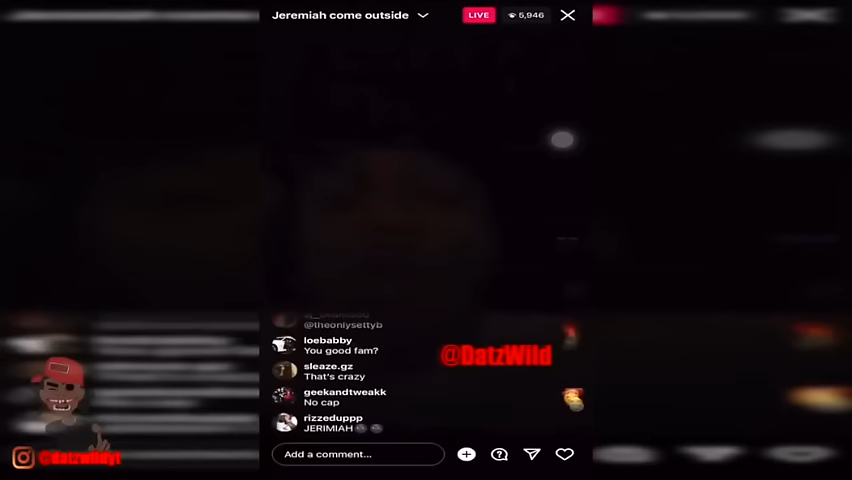 Jeremiah come outside
LIVE
5,946
@theonlysettyb
loebabby
You good fam?
sleaze.gz
That's crazy
geekandtweakk
No cap
rizzeduppp
JERIMIAH
Add a comment...
@DatzWild
@datzwildyt